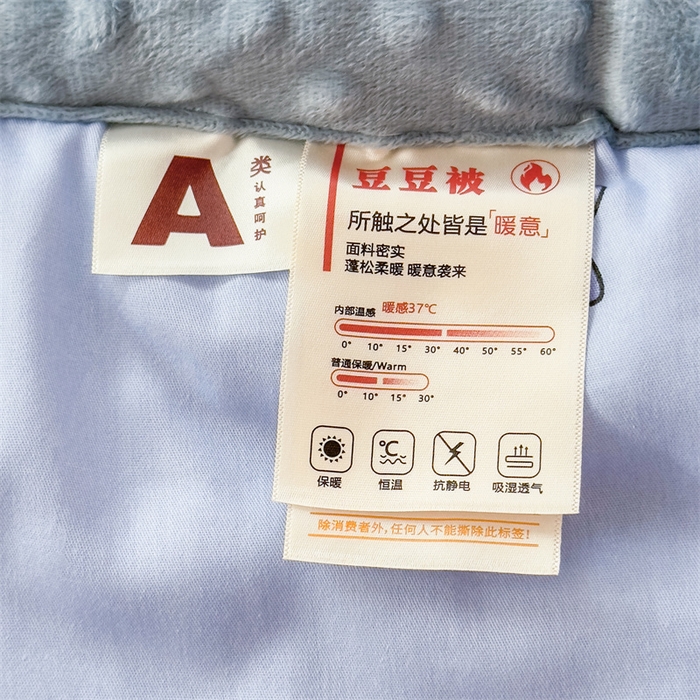 A
类
认真呵护
豆豆被
所触之处皆是「暖意」
面料密实
蓬松柔暖 暖意袭来
内部温感 暖感37℃
0° 10° 15° 30° 40° 50° 55° 60°
普通保暖/Warm
0° 10° 15° 30°
°C
保暖 恒温 抗静电 吸湿透气
除消费者外,任何人不能撕除此标签!